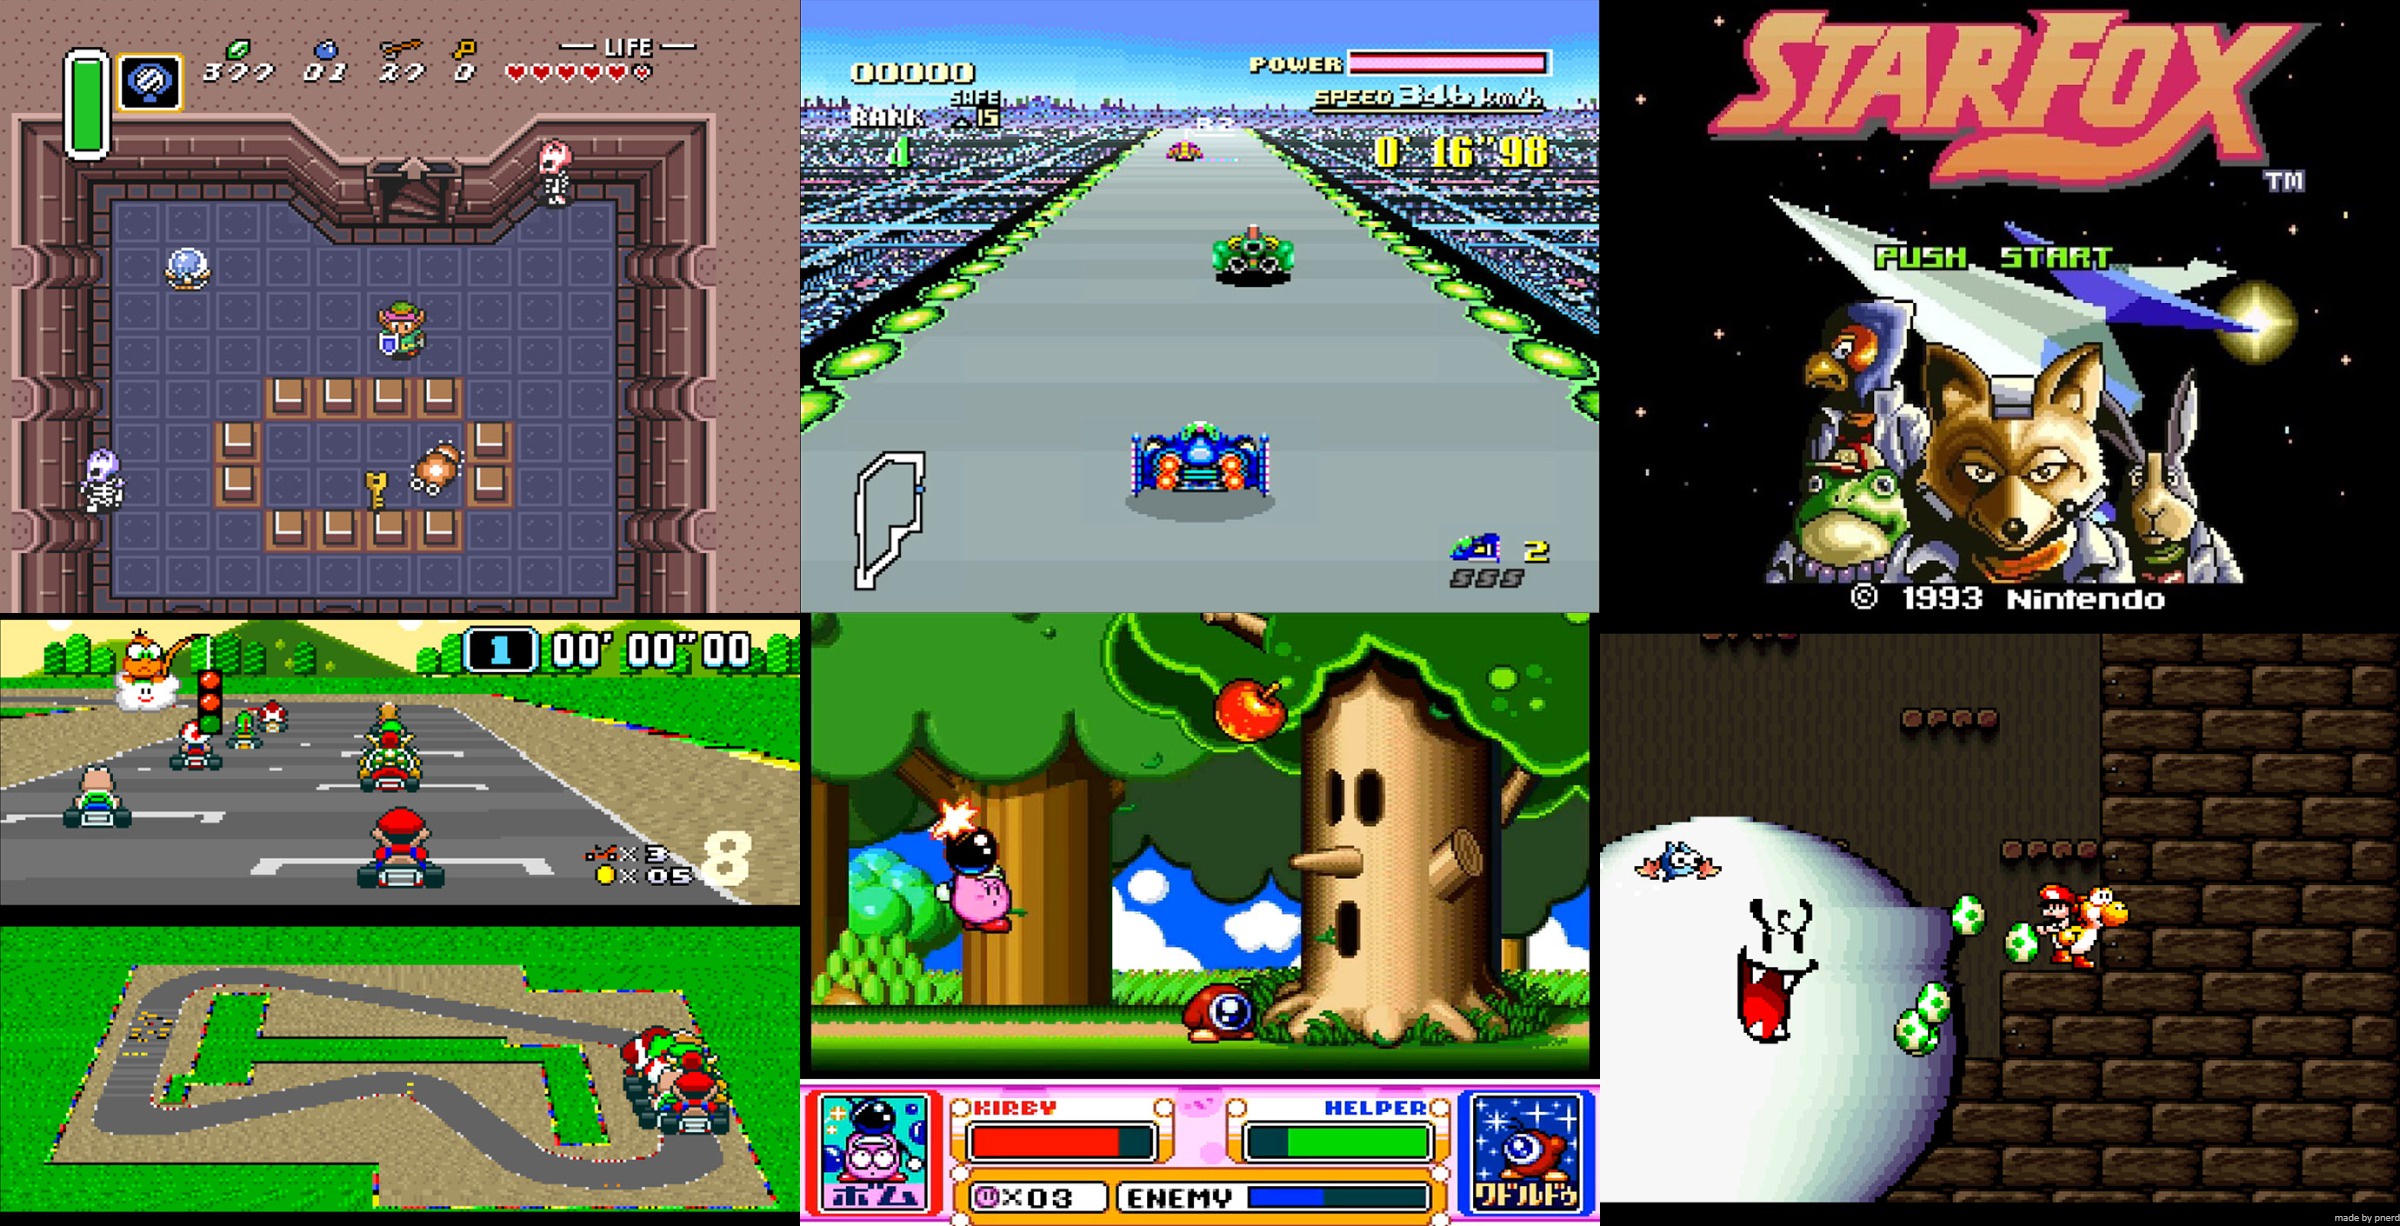 LIFE
377 01 27 0
00000
POWER
SAFE
SPEED 346 km/h
RANK
15
4
0'16"98
2
SSS
STARFOX
TM
PUSH START
© 1993 Nintendo
1 00'00"00
× 3
× 05
8
KIRBY
HELPER
ボム
×03
ENEMY
ワドルドゥ
made by pnerd